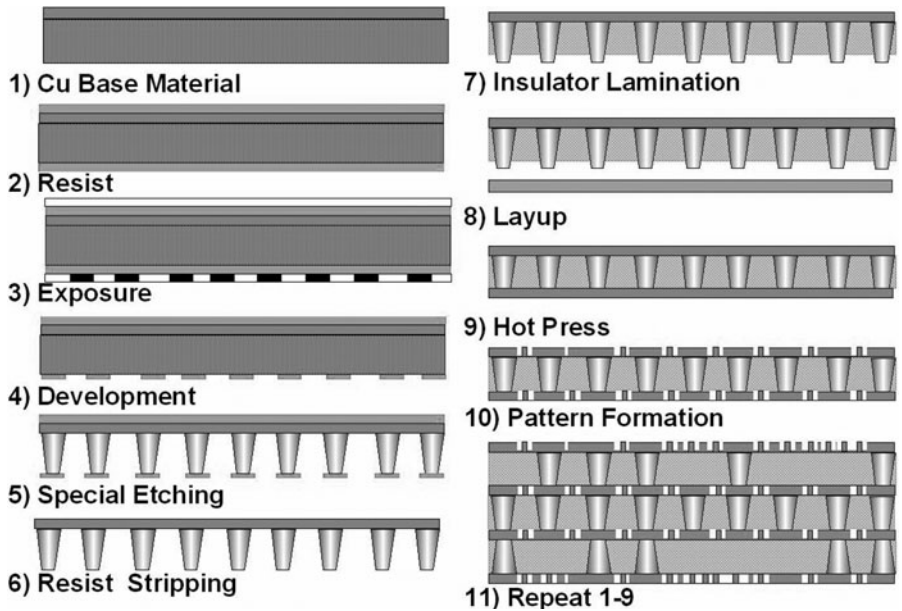 1) Cu Base Material
2) Resist
3) Exposure
4) Development
5) Special Etching
6) Resist Stripping
7) Insulator Lamination
8) Layup
9) Hot Press
10) Pattern Formation
11) Repeat 1-9